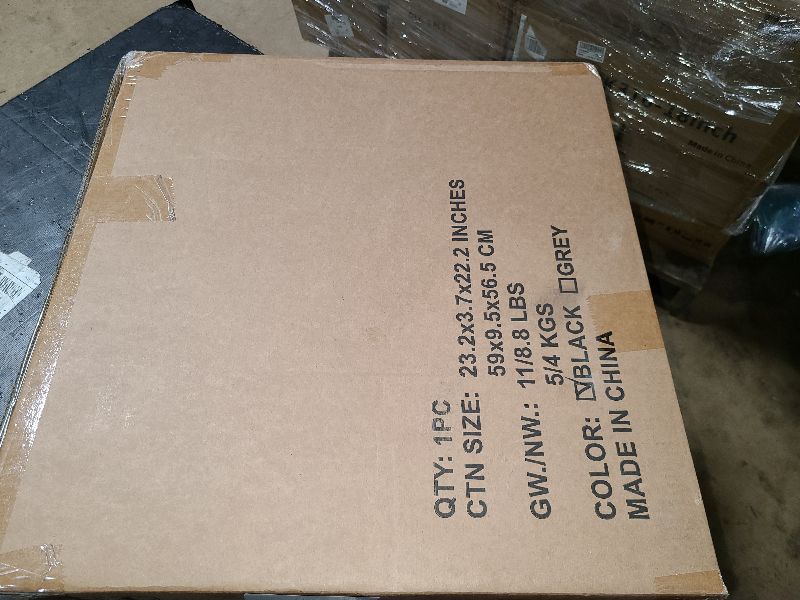 QTY: 1PC
CTN SIZE: 23.2x3.7x22.2 INCHES
59x9.5x56.5 CM
GW./NW.: 11/8.8 LBS
5/4 KGS
COLOR: ☑BLACK ☐GREY
MADE IN CHINA
Made in China